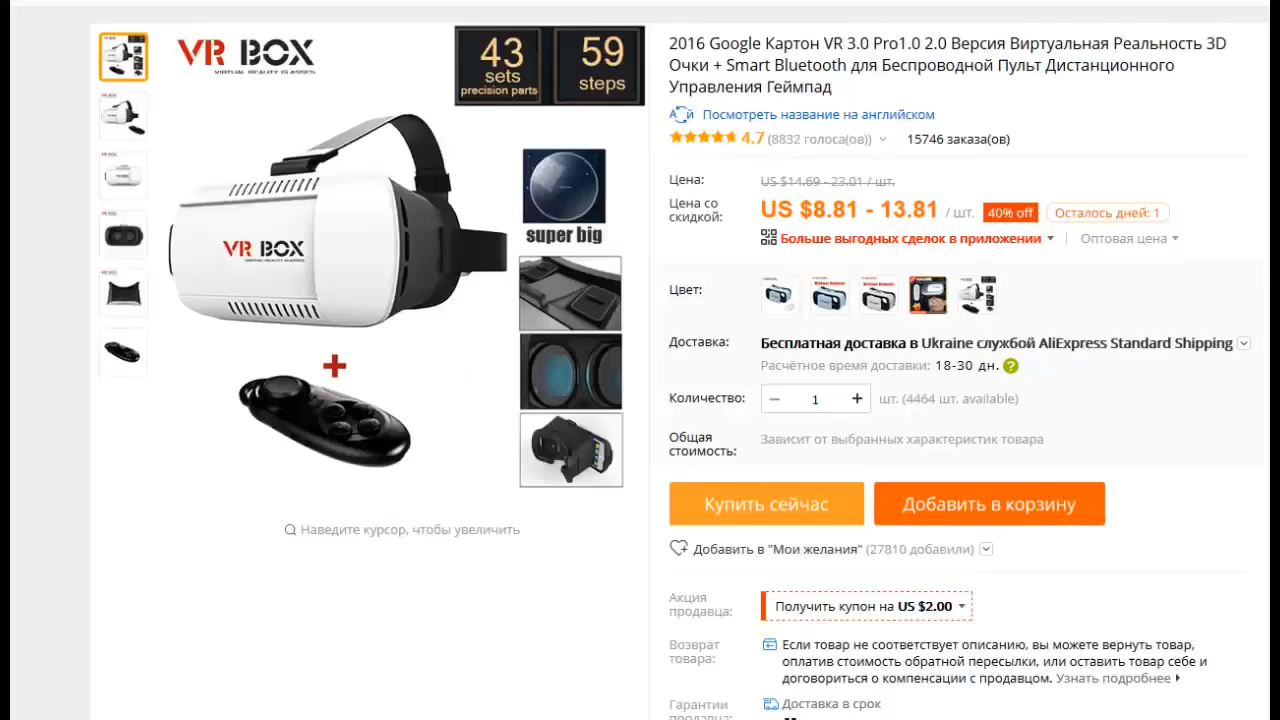 VR BOX
VIRTUAL REALITY GLASSES
43
sets
precision parts
59
steps
super big
VR BOX
VIRTUAL REALITY GLASSES
Наведите курсор, чтобы увеличить
2016 Google Картон VR 3.0 Pro1.0 2.0 Версия Виртуальная Реальность 3D
Очки + Smart Bluetooth для Беспроводной Пульт Дистанционного
Управления Геймпад
Посмотреть название на английском
4.7 (8832 голоса(ов)) 15746 заказа(ов)
Цена: US $14.69 - 23.01 / шт.
Цена со
скидкой:
US $8.81 - 13.81 / шт. 40% off Осталось дней: 1
Больше выгодных сделок в приложении Оптовая цена
Цвет:
Доставка: Бесплатная доставка в Ukraine службой AliExpress Standard Shipping
Расчётное время доставки: 18-30 дн. ?
Количество: − 1 + шт. (4464 шт. available)
Общая
стоимость:
Зависит от выбранных характеристик товара
Купить сейчас Добавить в корзину
Добавить в "Мои желания" (27810 добавили)
Акция
продавца:
Получить купон на US $2.00
Возврат
товара:
Если товар не соответствует описанию, вы можете вернуть товар,
оплатив стоимость обратной пересылки, или оставить товар себе и
договориться о компенсации с продавцом. Узнать подробнее
Гарантии
продавца:
Доставка в срок